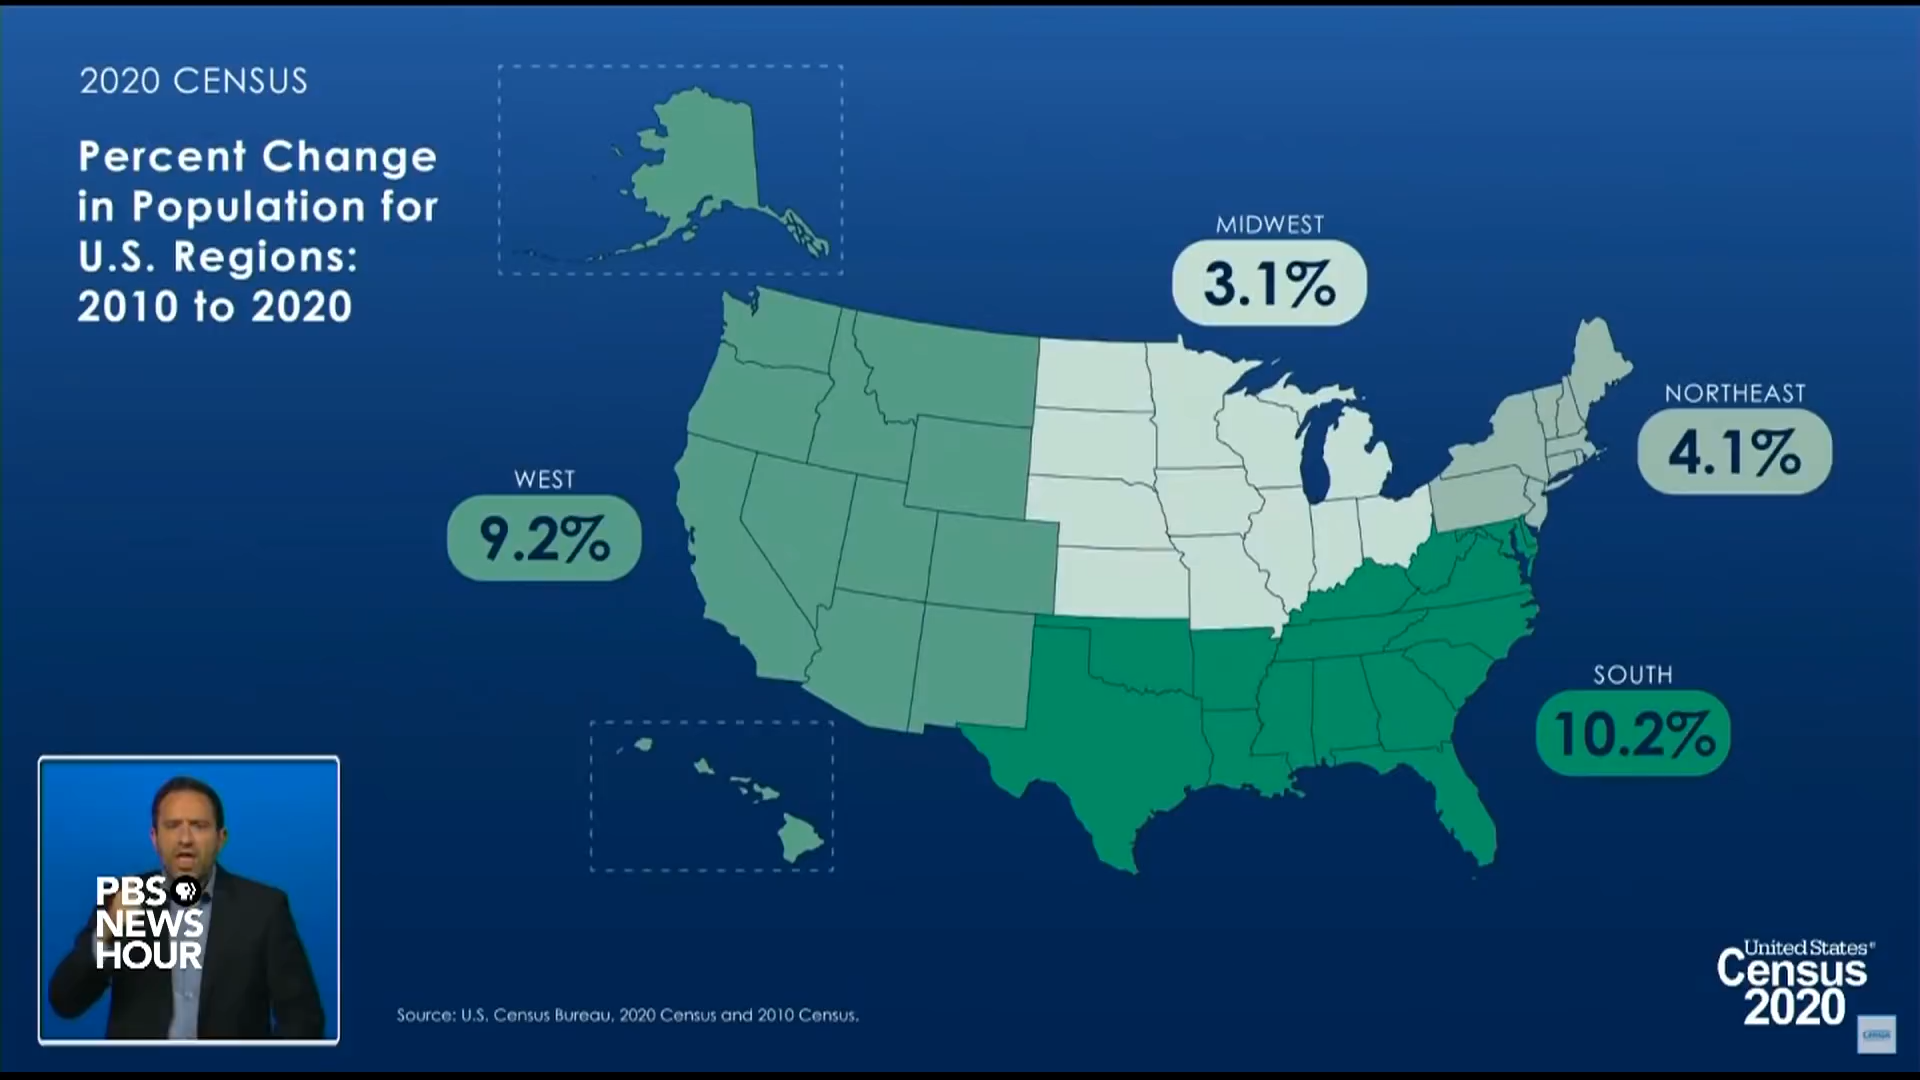 2020 CENSUS
Percent Change
in Population for
U.S. Regions:
2010 to 2020
MIDWEST
3.1%
NORTHEAST
4.1%
WEST
9.2%
SOUTH
10.2%
PBS
NEWS
HOUR
United States®
Census
2020
Source: U.S. Census Bureau, 2020 Census and 2010 Census.